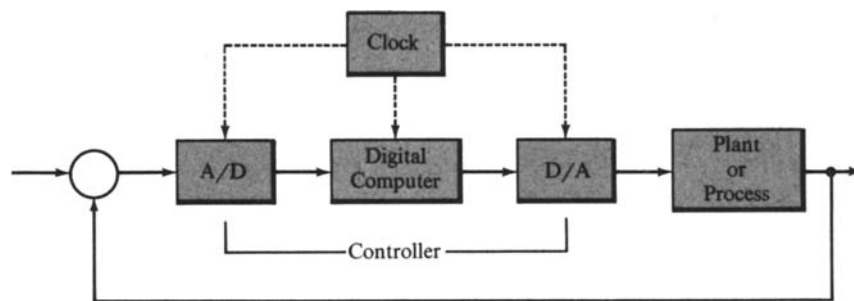 Clock
A/D
Digital
Computer
D/A
Plant
or
Process
Controller